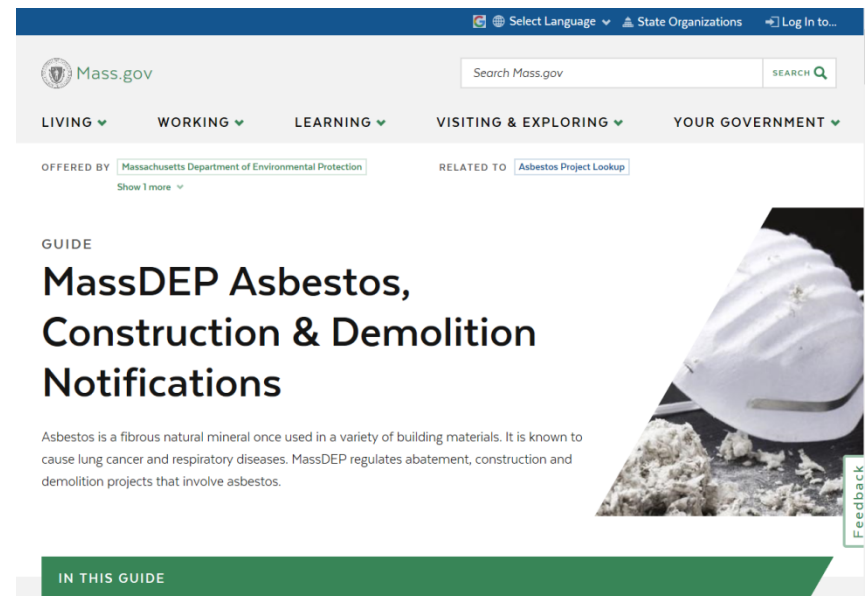 Select Language
State Organizations
Log In to...
Mass.gov
Search Mass.gov
SEARCH
LIVING
WORKING
LEARNING
VISITING & EXPLORING
YOUR GOVERNMENT
OFFERED BY
Massachusetts Department of Environmental Protection
Show 1 more
RELATED TO
Asbestos Project Lookup
GUIDE
MassDEP Asbestos,
Construction & Demolition
Notifications
Asbestos is a fibrous natural mineral once used in a variety of building materials. It is known to
cause lung cancer and respiratory diseases. MassDEP regulates abatement, construction and
demolition projects that involve asbestos.
Feedback
IN THIS GUIDE